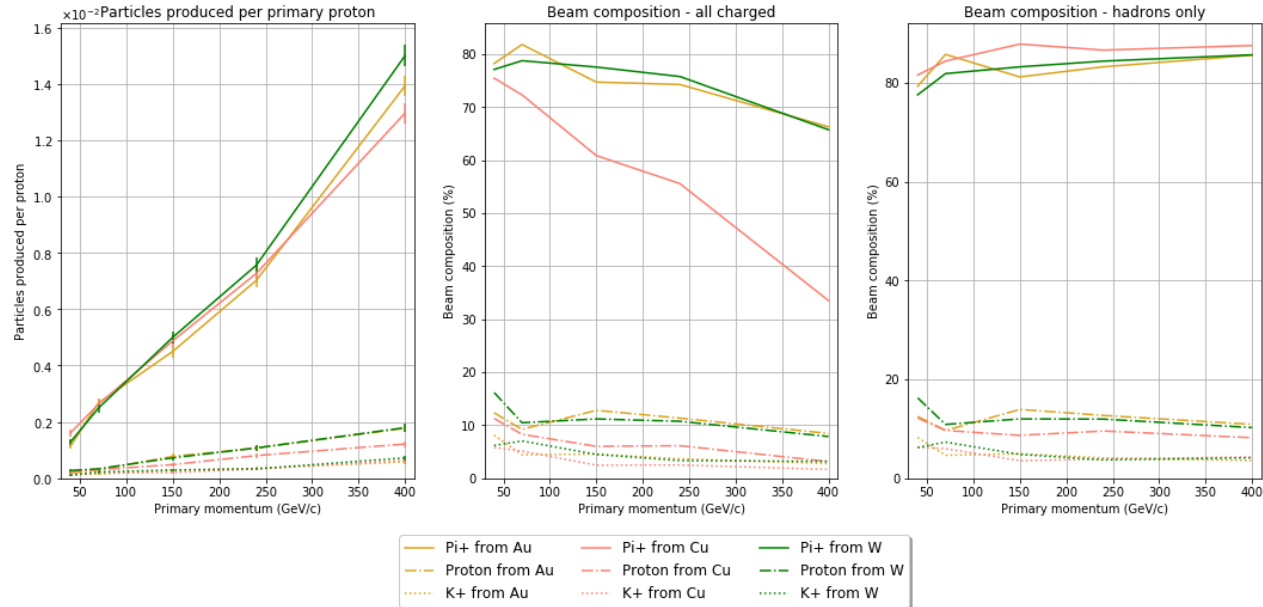 ×10⁻² Particles produced per primary proton
Particles produced per proton
1.6
1.4
1.2
1.0
0.8
0.6
0.4
0.2
0.0
50 100 150 200 250 300 350 400
Primary momentum (GeV/c)
Beam composition - all charged
Beam composition (%)
80
70
60
50
40
30
20
10
0
50 100 150 200 250 300 350 400
Primary momentum (GeV/c)
Beam composition - hadrons only
Beam composition (%)
80
60
40
20
0
50 100 150 200 250 300 350 400
Primary momentum (GeV/c)
Pi+ from Au Pi+ from Cu Pi+ from W
Proton from Au Proton from Cu Proton from W
K+ from Au K+ from Cu K+ from W